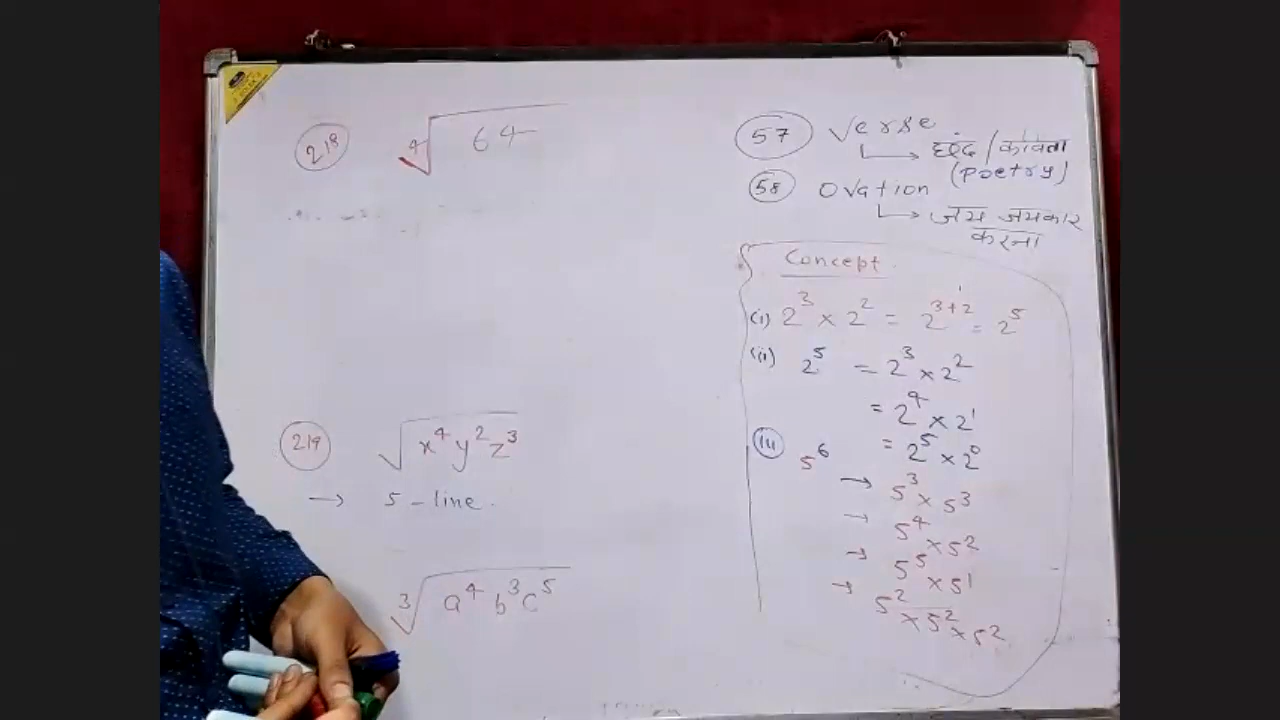 218 ∜64
219 √x⁴y²z³
→ 5 - line.
∛a⁴b³c⁵
57 Verse
→ छंद / कविता
(Poetry)
58 Ovation
→ जय जयकार
करना
Concept
(i) 2³ × 2² = 2³⁺² = 2⁵
(ii) 2⁵ = 2³ × 2²
= 2⁴ × 2¹
= 2⁵ × 2⁰
(iii) 5⁶
→ 5³ × 5³
→ 5⁴ × 5²
→ 5⁵ × 5¹
→ 5² × 5² × 5²